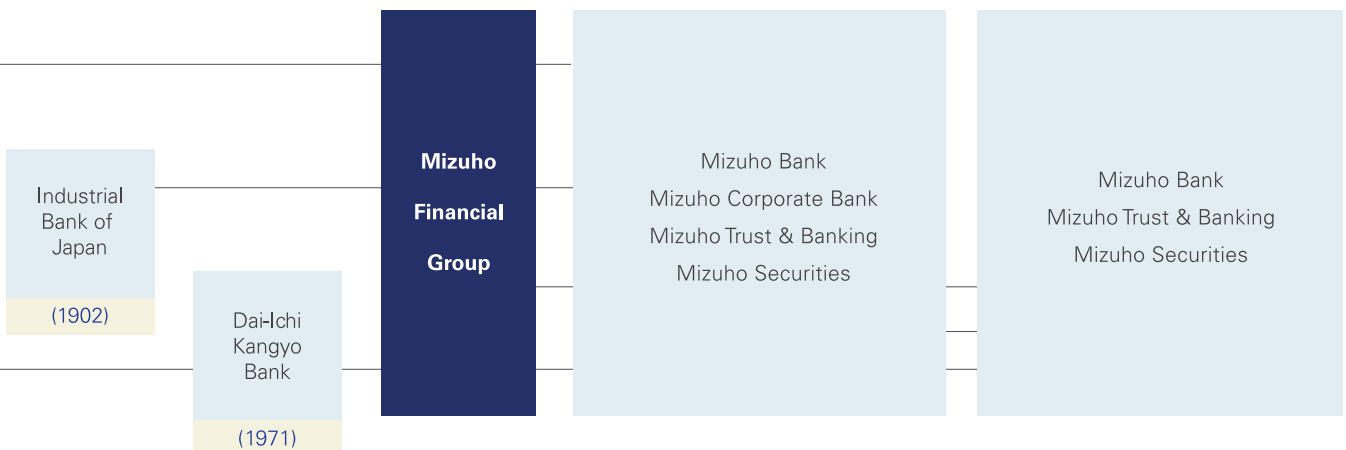 Industrial
Bank of
Japan
(1902)
Dai-Ichi
Kangyo
Bank
(1971)
Mizuho
Financial
Group
Mizuho Bank
Mizuho Corporate Bank
Mizuho Trust & Banking
Mizuho Securities
Mizuho Bank
Mizuho Trust & Banking
Mizuho Securities